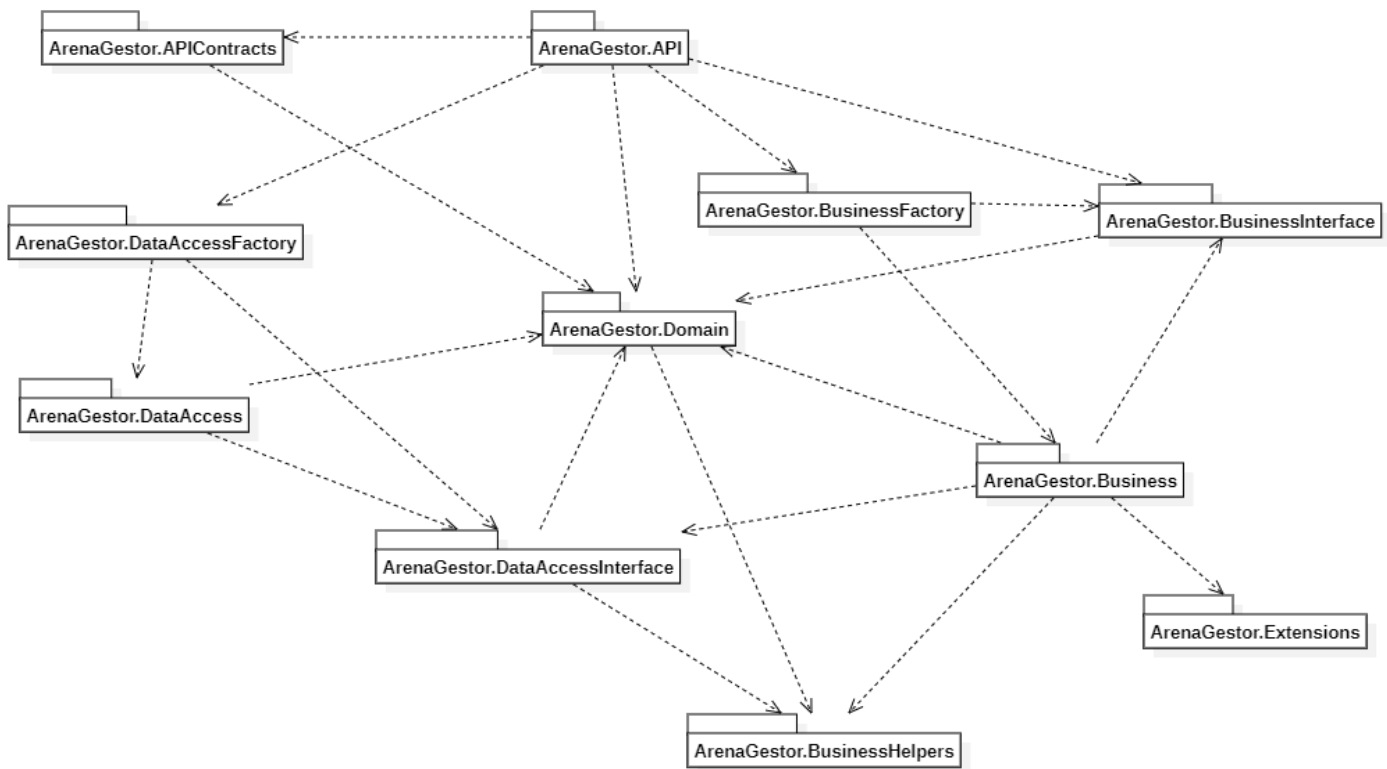 ArenaGestor.APIContracts
ArenaGestor.API
ArenaGestor.BusinessFactory
ArenaGestor.BusinessInterface
ArenaGestor.DataAccessFactory
ArenaGestor.Domain
ArenaGestor.DataAccess
ArenaGestor.Business
ArenaGestor.DataAccessInterface
ArenaGestor.Extensions
ArenaGestor.BusinessHelpers